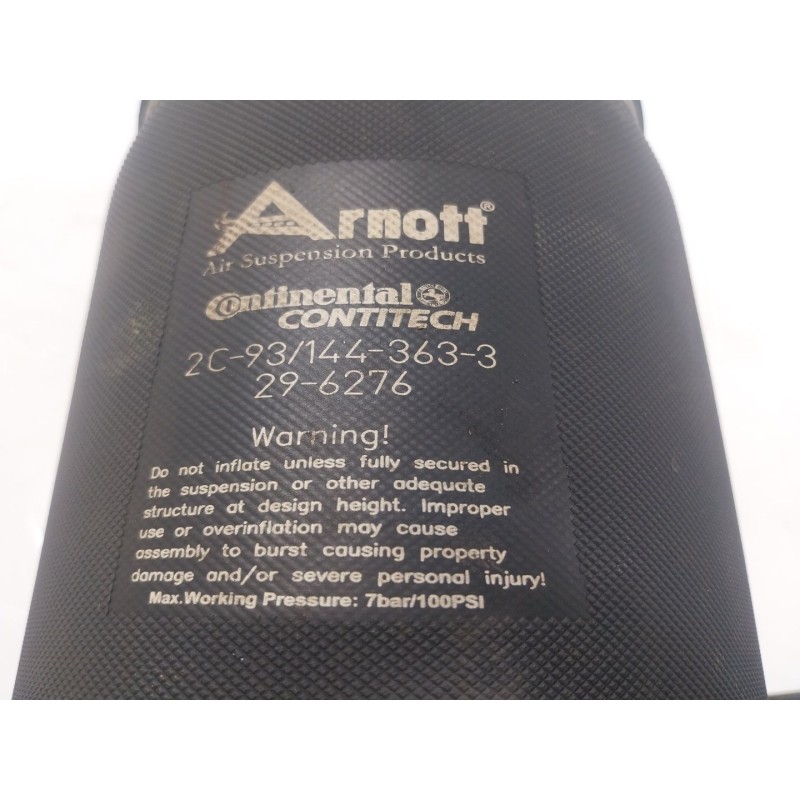 Arnott®
Air Suspension Products
Continental
CONTITECH
2C-93/144-363-3
29-6276
Warning!
Do not inflate unless fully secured in
the suspension or other adequate
structure at design height. Improper
use or overinflation may cause
assembly to burst causing property
damage and/or severe personal injury!
Max.Working Pressure: 7bar/100PSI